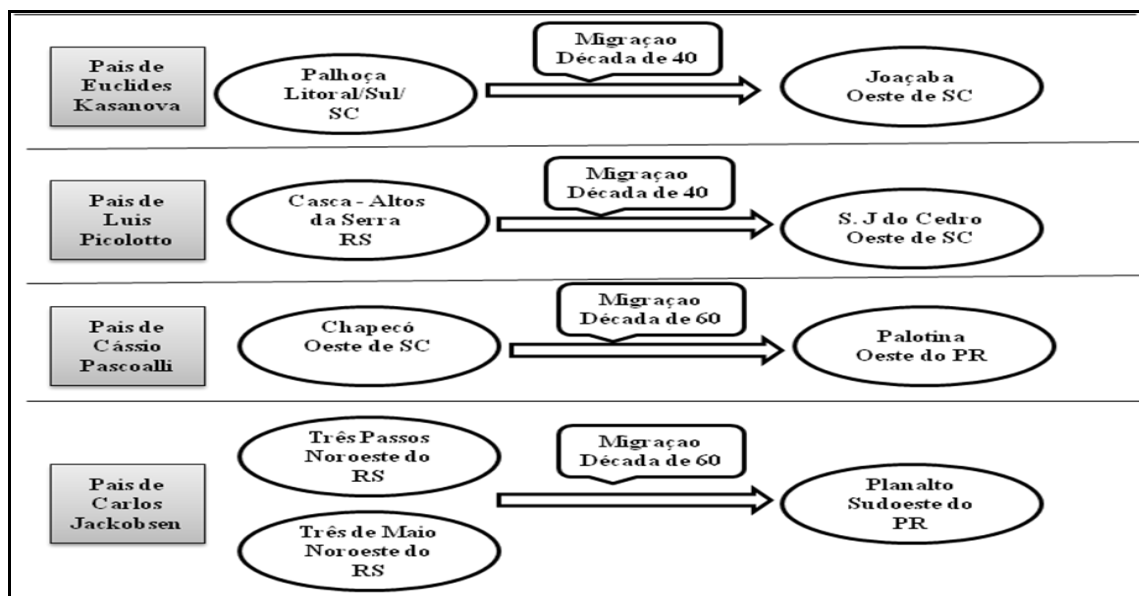 Pais de
Euclides
Kasanova
Palhoça
Litoral/Sul/
SC
Migraçao
Década de 40
Joaçaba
Oeste de SC
Pais de
Luis
Picolotto
Casca - Altos
da Serra
RS
Migraçao
Década de 40
S. J do Cedro
Oeste de SC
Pais de
Cássio
Pascoalli
Chapecó
Oeste de SC
Migraçao
Década de 60
Palotina
Oeste do PR
Pais de
Carlos
Jackobsen
Três Passos
Noroeste do
RS
Três de Maio
Noroeste do
RS
Migraçao
Década de 60
Planalto
Sudoeste do
PR